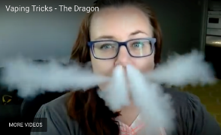 Vaping Tricks - The Dragon
MORE VIDEOS